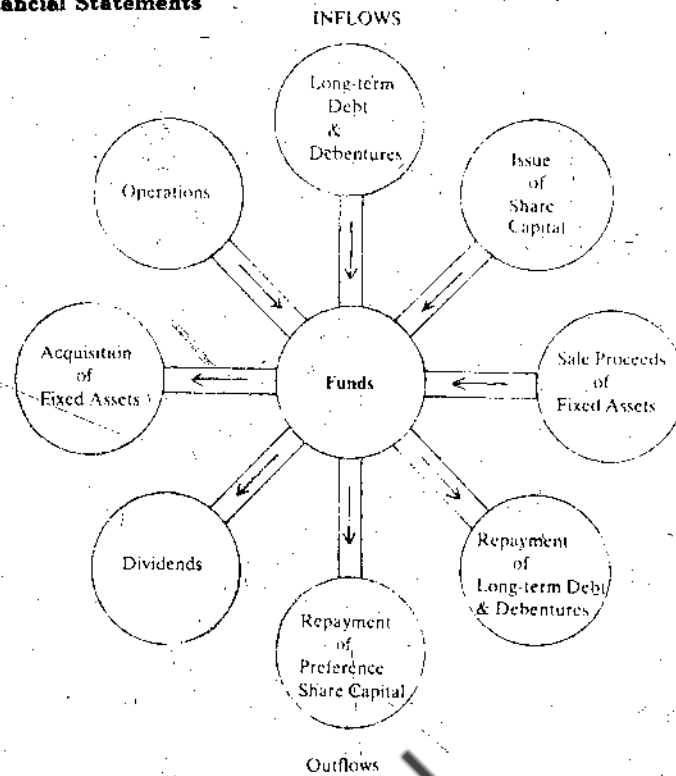 Financial Statements
INFLOWS
Long-term
Debt
&
Debentures
Operations
Issue
of
Share
Capital
Acquisition
of
Fixed Assets
Funds
Sale Proceeds
of
Fixed Assets
Dividends
Repayment
of
Long-term Debt
& Debentures
Repayment
of
Preference
Share Capital
Outflows